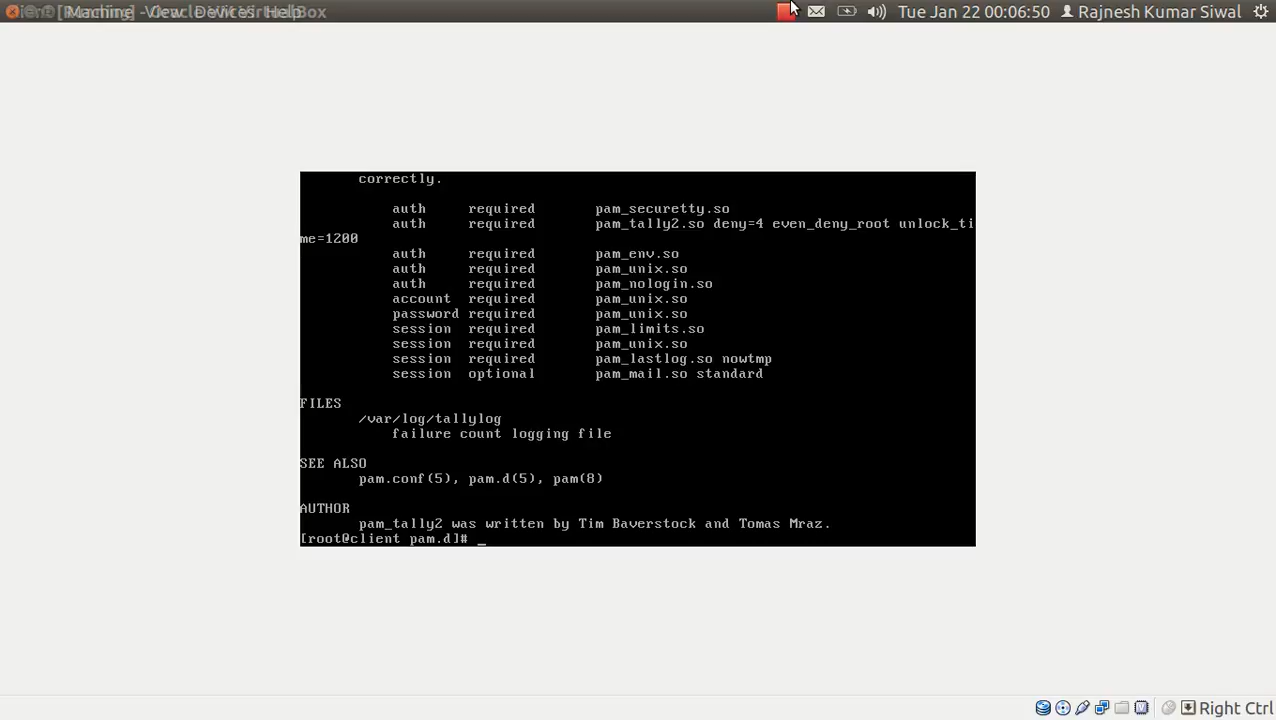 [Running] - Oracle VM VirtualBox
Machine View Devices Help
Tue Jan 22 00:06:50 Rajnesh Kumar Siwal
correctly.
auth required pam_securetty.so
auth required pam_tally2.so deny=4 even_deny_root unlock_ti
me=1200
auth required pam_env.so
auth required pam_unix.so
auth required pam_nologin.so
account required pam_unix.so
password required pam_unix.so
session required pam_limits.so
session required pam_unix.so
session required pam_lastlog.so nowtmp
session optional pam_mail.so standard
FILES
/var/log/tallylog
failure count logging file
SEE ALSO
pam.conf(5), pam.d(5), pam(8)
AUTHOR
pam_tally2 was written by Tim Baverstock and Tomas Mraz.
[root@client pam.d]# _
Right Ctrl